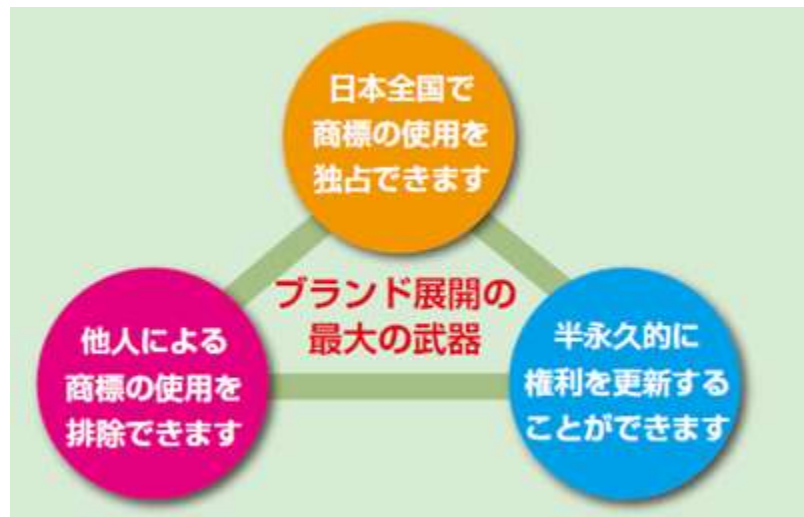 日本全国で
商標の使用を
独占できます
ブランド展開の
最大の武器
他人による
商標の使用を
排除できます
半永久的に
権利を更新する
ことができます